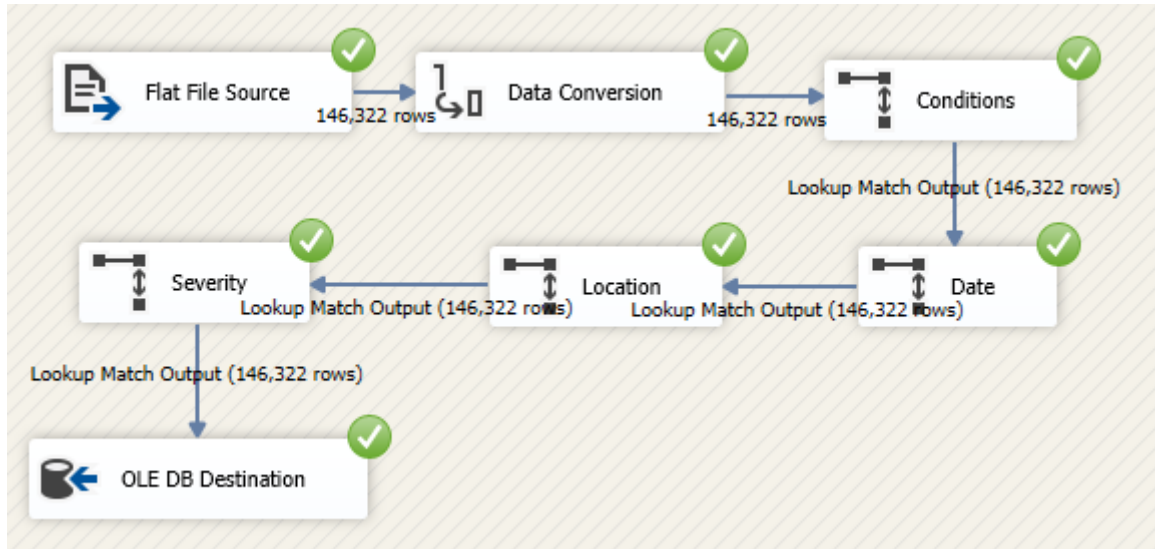 Flat File Source
146,322 rows
Data Conversion
146,322 rows
Conditions
Lookup Match Output (146,322 rows)
Date
Lookup Match Output (146,322 rows)
Location
Lookup Match Output (146,322 rows)
Severity
Lookup Match Output (146,322 rows)
OLE DB Destination